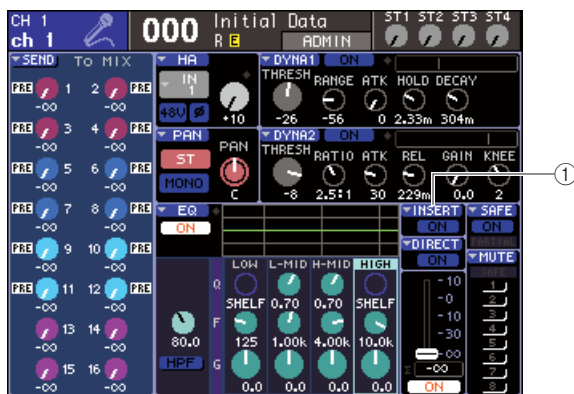 CH 1
ch 1
000
Initial Data
R E
ADMIN
ST1 ST2 ST3 ST4
SEND TO MIX
PRE 1 2 PRE
-∞ -∞
PRE 3 4 PRE
-∞ -∞
PRE 5 6 PRE
-∞ -∞
PRE 7 8 PRE
-∞ -∞
PRE 9 10 PRE
-∞ -∞
PRE 11 12 PRE
-∞ -∞
13 14
-∞ -∞
15 16
-∞ -∞
HA
IN
1
48V Ø
+10
PAN
ST
MONO
PAN
C
DYNA1 ON
THRESH RANGE ATK HOLD DECAY
-26 -56 0 2.33m 304m
DYNA2 ON
THRESH RATIO ATK REL GAIN KNEE
-8 2.5:1 30 229m 0.0 2
1
EQ
ON
LOW L-MID H-MID HIGH
Q
SHELF 0.70 0.70 SHELF
F
80.0 125 1.00k 4.00k 10.0k
HPF
G
0.0 0.0 0.0 0.0
INSERT
ON
DIRECT
ON
10
-0
-10
-30
-∞
Σ -∞
ON
SAFE
ON
PARTIAL
MUTE
SAFE
1
2
3
4
5
6
7
8